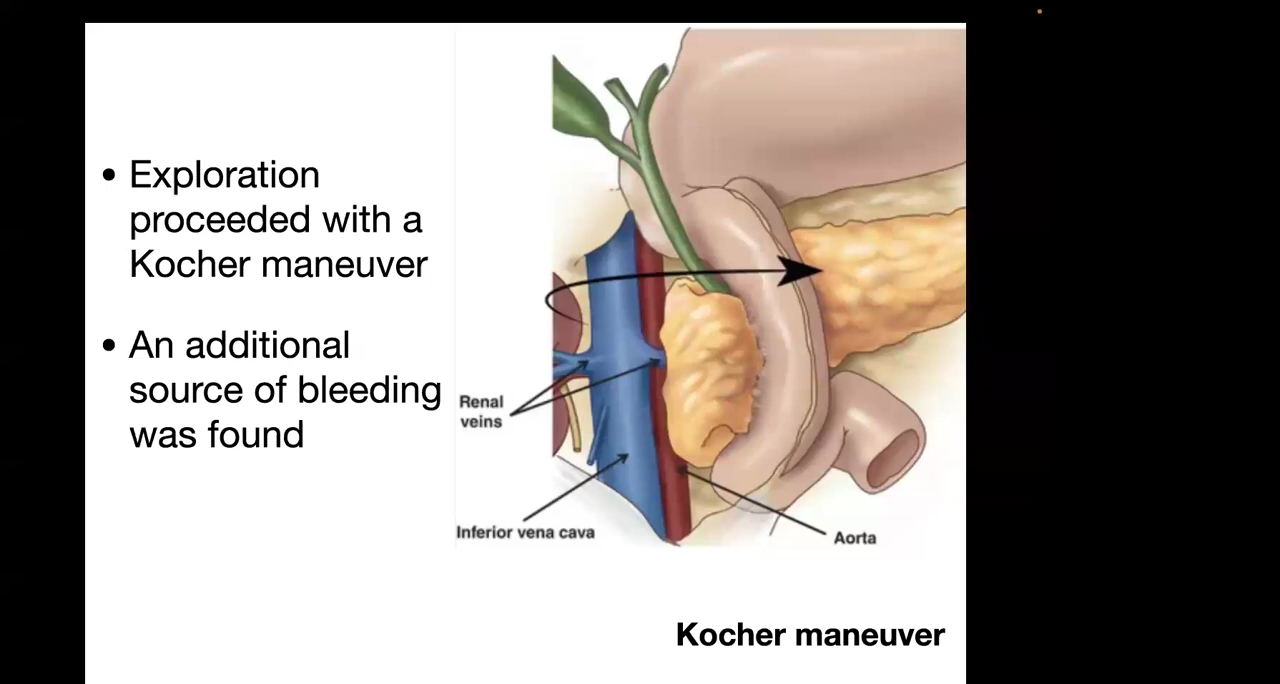 • Exploration
proceeded with a
Kocher maneuver
• An additional
source of bleeding
was found
Renal
veins
Inferior vena cava
Aorta
Kocher maneuver